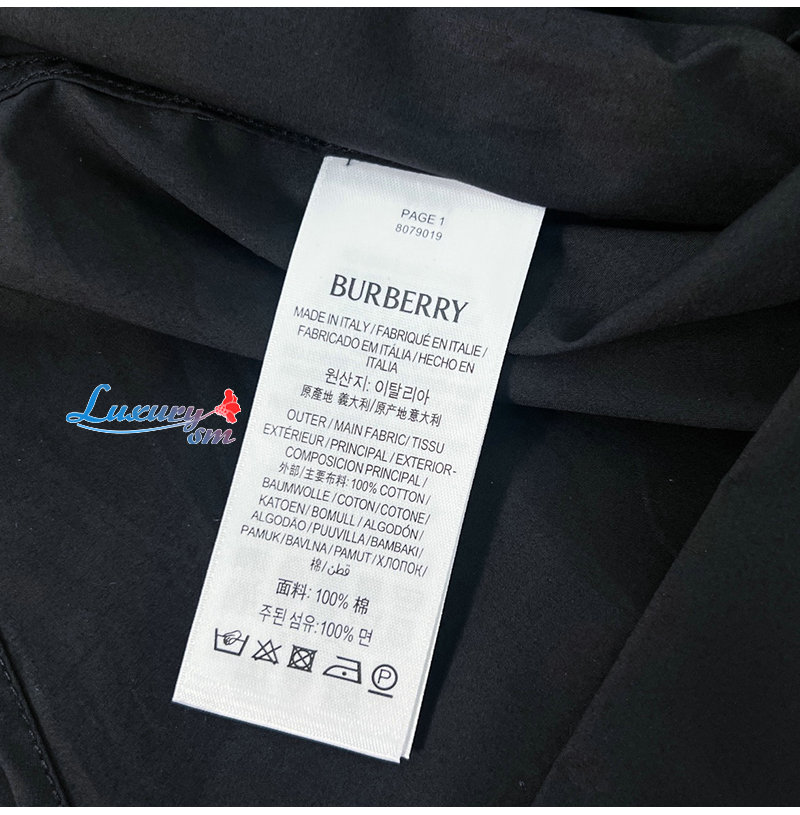 PAGE 1
8079019
BURBERRY
MADE IN ITALY / FABRIQUÉ EN ITALIE /
FABRICADO EM ITÁLIA / HECHO EN
ITALIA
원산지: 이탈리아
原產地 義大利/原产地意大利
OUTER / MAIN FABRIC/ TISSU
EXTÉRIEUR / PRINCIPAL / EXTERIOR-
COMPOSICION PRINCIPAL /
外部/主要布料: 100% COTTON /
BAUMWOLLE / COTON / COTONE /
KATOEN / BOMULL / ALGODÓN /
ALGODÃO / PUUVILLA / BAMBAKI /
PAMUK / BAVLNA / PAMUT / ХЛОПОК /
棉/ قطن/
面料: 100% 棉
주된 섬유:100% 면
P
Luxury
sm